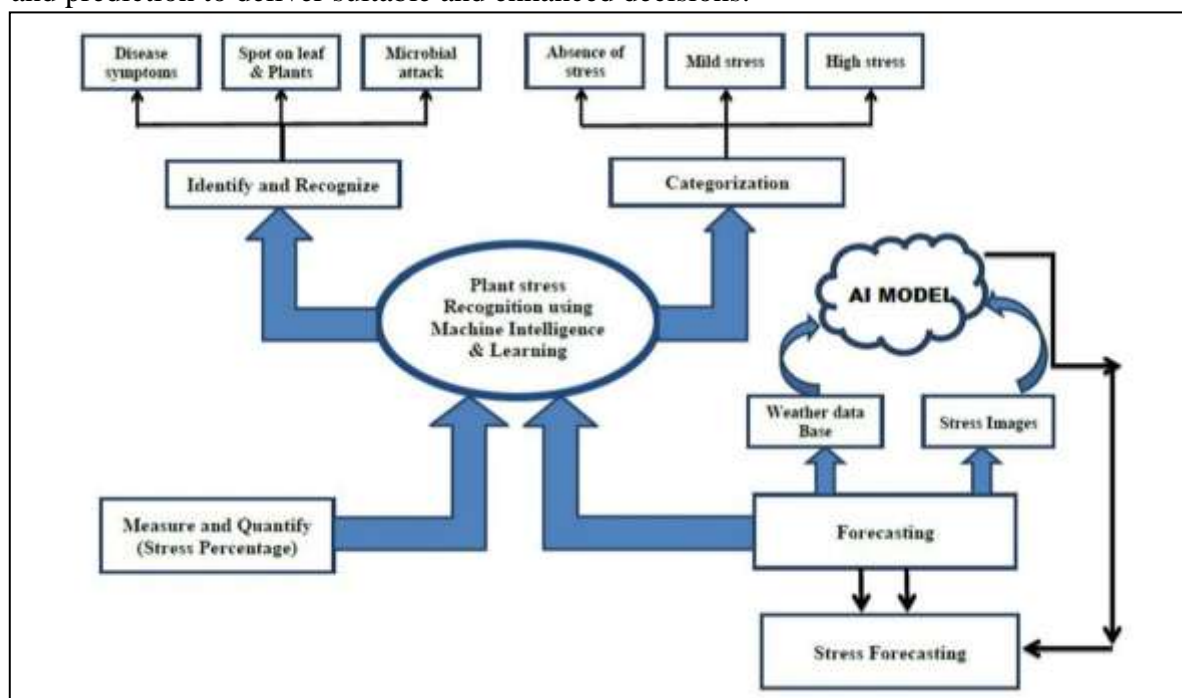 and prediction to deliver suitable and enhanced decisions.
Disease
symptoms
Spot on leaf
& Plants
Microbial
attack
Absence of
stress
Mild stress
High stress
Identify and Recognize
Categorization
Plant stress
Recognition using
Machine Intelligence
& Learning
AI MODEL
Weather data
Base
Stress Images
Measure and Quantify
(Stress Percentage)
Forecasting
Stress Forecasting